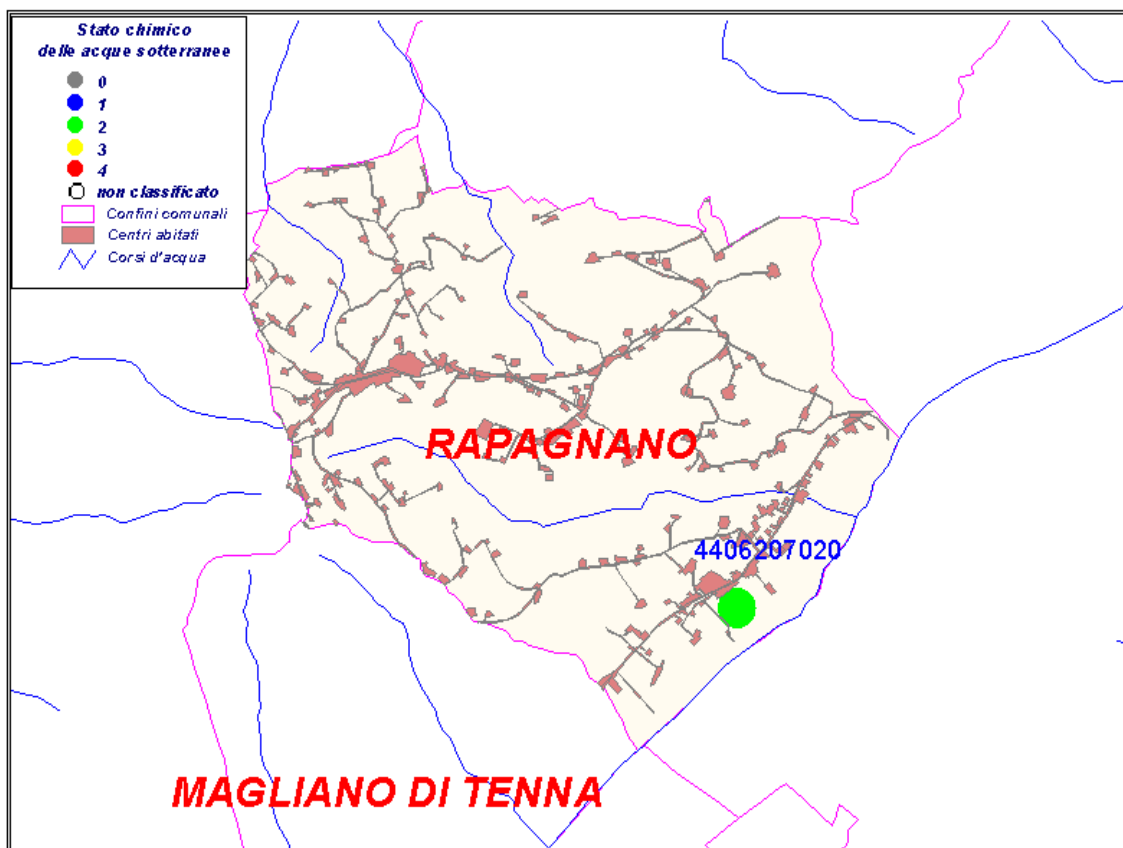 Stato chimico
delle acque sotterranee
0
1
2
3
4
non classificato
Confini comunali
Centri abitati
Corsi d'acqua
RAPAGNANO
4406207020
MAGLIANO DI TENNA